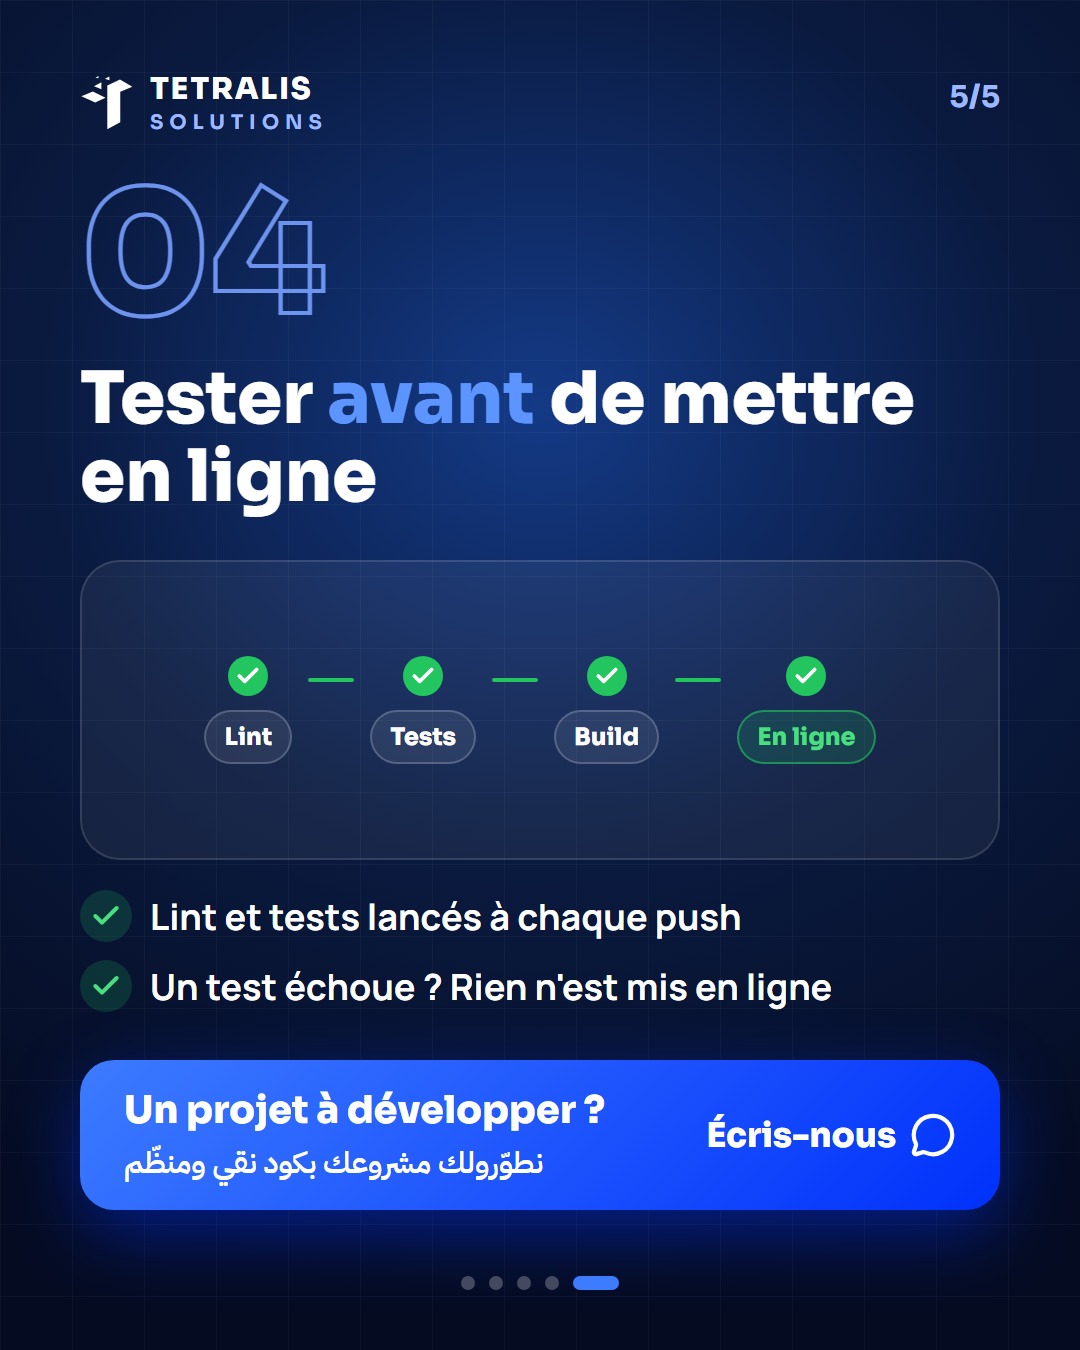 TETRALIS
SOLUTIONS
5/5
04
Tester avant de mettre
en ligne
Lint
Tests
Build
En ligne
Lint et tests lancés à chaque push
Un test échoue ? Rien n'est mis en ligne
Un projet à développer ?
نطوّرولك مشروعك بكود نقي ومنظّم
Écris-nous